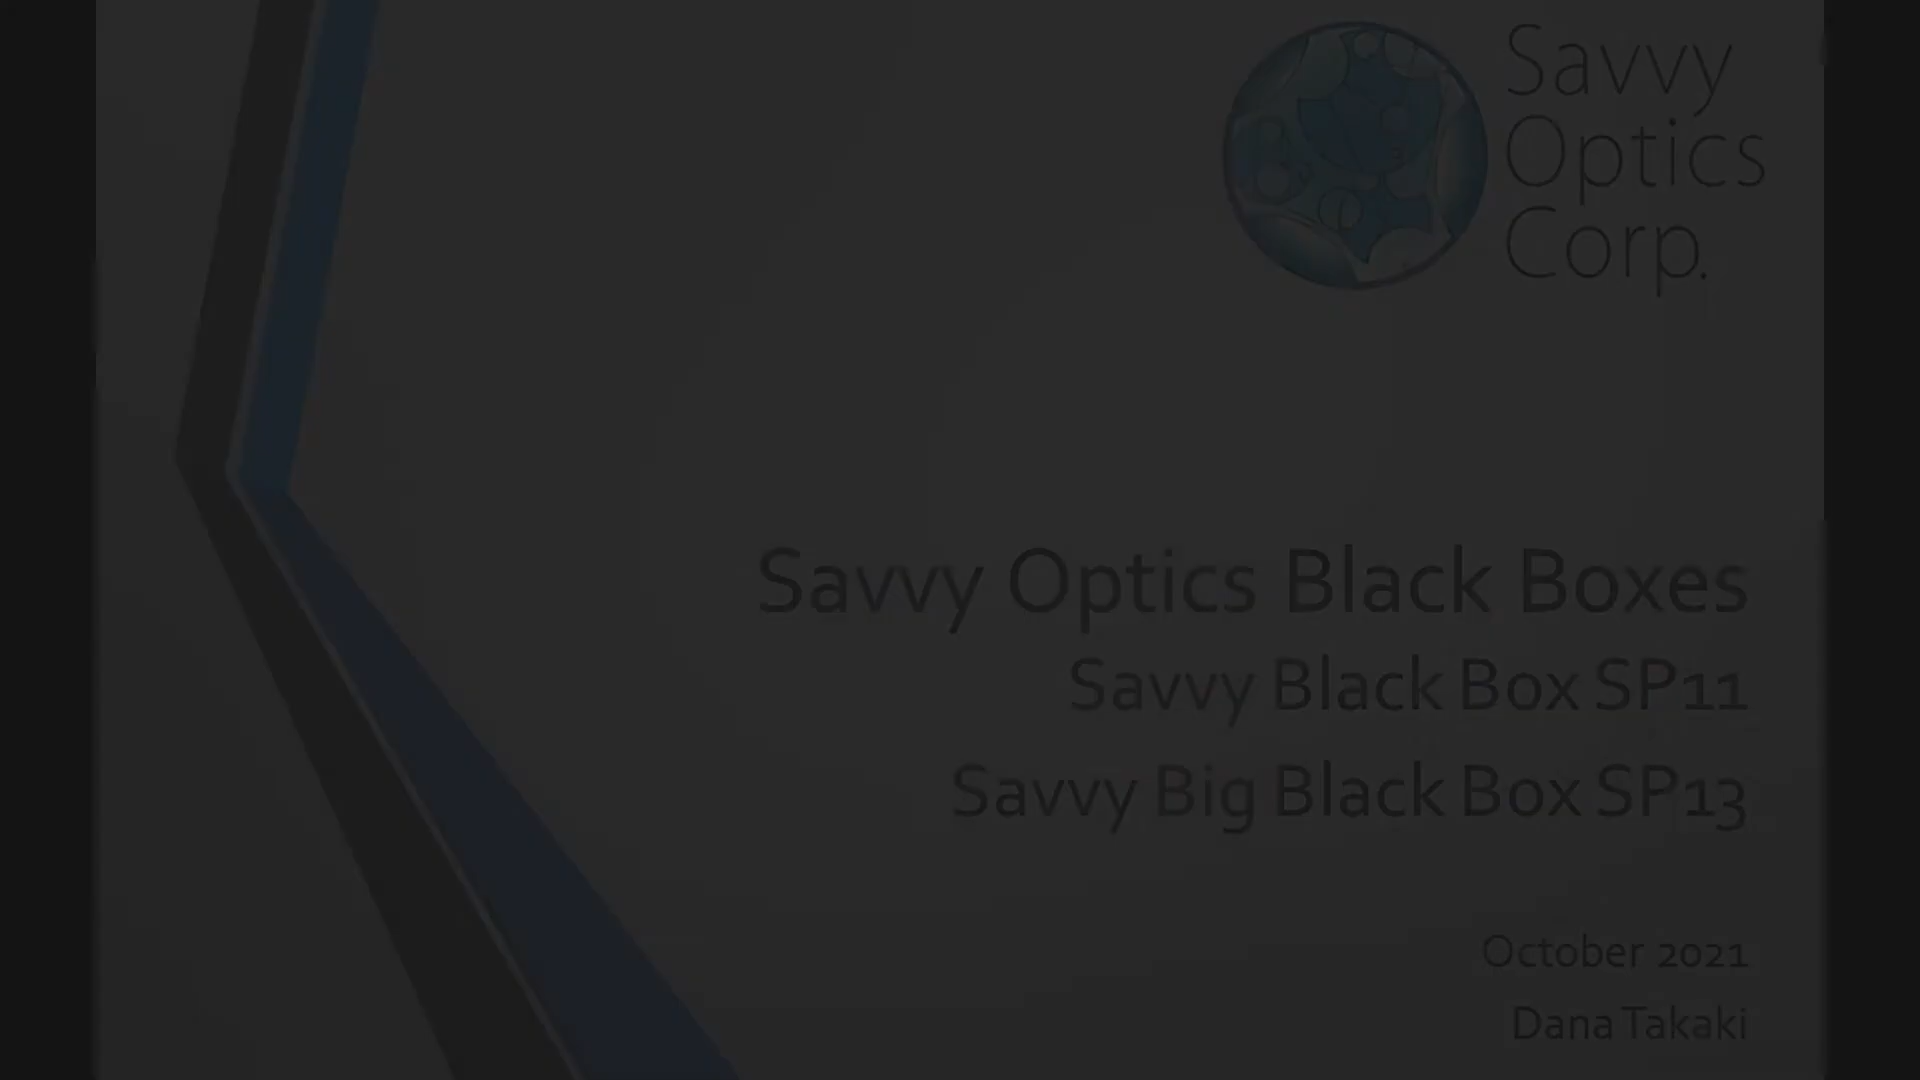 Savvy
Optics
Corp.
Savvy Optics Black Boxes
Savvy Black Box SP11
Savvy Big Black Box SP13
October 2021
Dana Takaki